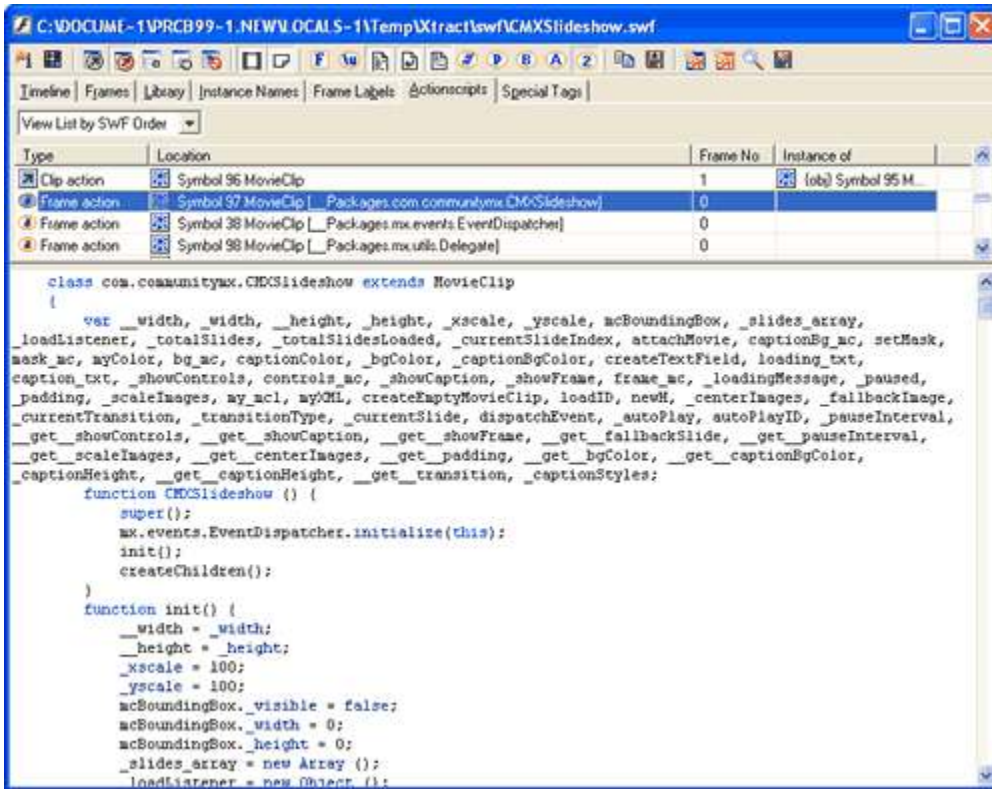 C:\DOCUME~1\PRCB99~1.NEW\LOCALS~1\Temp\Xtract\swf\CMXSlideshow.swf
Timeline Frames Library Instance Names Frame Labels Actionscripts Special Tags
View List by SWF Order
Type Location Frame No Instance of
Clip action Symbol 96 MovieClip 1 {obj} Symbol 95 M...
Frame action Symbol 97 MovieClip [__Packages.com.communitymx.CMXSlideshow] 0
Frame action Symbol 38 MovieClip [__Packages.mx.events.EventDispatcher] 0
Frame action Symbol 98 MovieClip [__Packages.mx.utils.Delegate] 0
class com.communitymx.CMXSlideshow extends MovieClip
{
var __width, _width, __height, _height, _xscale, _yscale, mcBoundingBox, _slides_array,
_loadListener, _totalSlides, _totalSlidesLoaded, _currentSlideIndex, attachMovie, captionBg_mc, setMask,
mask_mc, myColor, bg_mc, captionColor, _bgColor, _captionBgColor, createTextField, loading_txt,
caption_txt, _showControls, controls_mc, _showCaption, _showFrame, frame_mc, _loadingMessage, _paused,
_padding, _scaleImages, my_mcl, myXML, createEmptyMovieClip, loadID, newH, _centerImages, _fallbackImage,
_currentTransition, _transitionType, _currentSlide, dispatchEvent, _autoPlay, autoPlayID, _pauseInterval,
__get__showControls, __get__showCaption, __get__showFrame, __get__fallbackSlide, __get__pauseInterval,
__get__scaleImages, __get__centerImages, __get__padding, __get__bgColor, __get__captionBgColor,
_captionHeight, __get__captionHeight, __get__transition, _captionStyles;
function CMXSlideshow () {
super();
mx.events.EventDispatcher.initialize(this);
init();
createChildren();
}
function init() {
__width = _width;
__height = _height;
_xscale = 100;
_yscale = 100;
mcBoundingBox._visible = false;
mcBoundingBox._width = 0;
mcBoundingBox._height = 0;
_slides_array = new Array ();
_loadListener = new Object ();